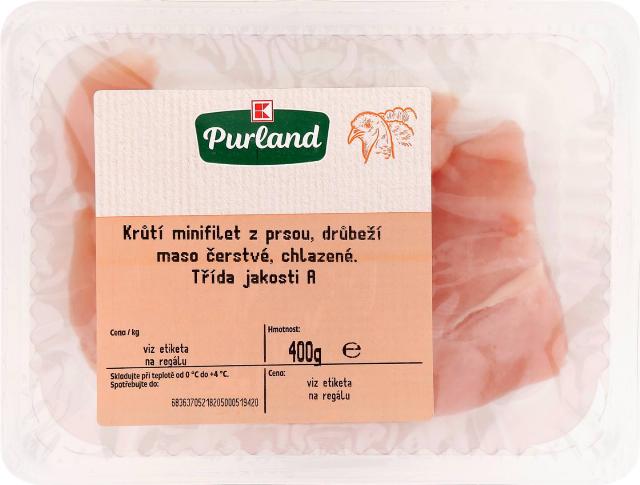 K
Purland
Krůtí minifilet z prsou, drůbeží
maso čerstvé, chlazené.
Třída jakosti A
Cena / kg
viz etiketa
na regálu
Hmotnost:
400g e
Skladujte při teplotě od 0 °C do +4 °C.
Spotřebujte do:
68363705218205000519420
Cena:
viz etiketa
na regálu